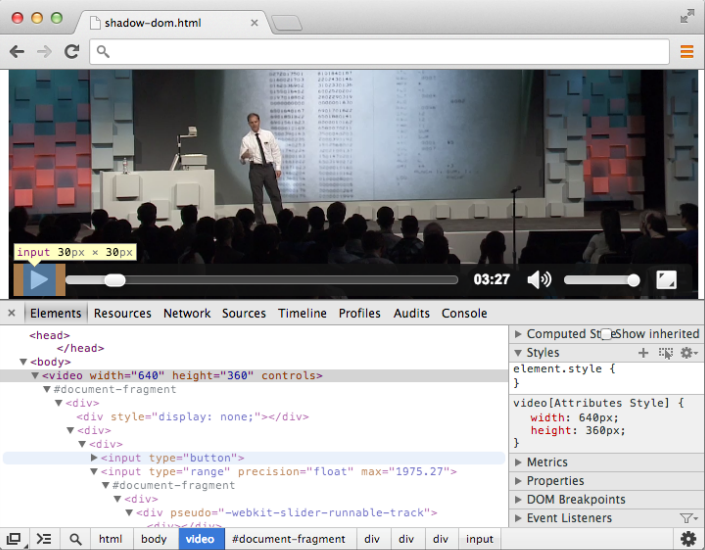 shadow-dom.html
input 30px × 30px
03:27
Elements Resources Network Sources Timeline Profiles Audits Console
<head>
</head>
<body>
<video width="640" height="360" controls>
#document-fragment
<div>
<div style="display: none;"></div>
<div>
<div>
<input type="button">
<input type="range" precision="float" max="1975.27">
#document-fragment
<div>
<div pseudo="-webkit-slider-runnable-track">
<div></div>
Computed Style Show inherited
Styles
element.style {
}
video[Attributes Style] {
width: 640px;
height: 360px;
}
Metrics
Properties
DOM Breakpoints
Event Listeners
html body video #document-fragment div div div input